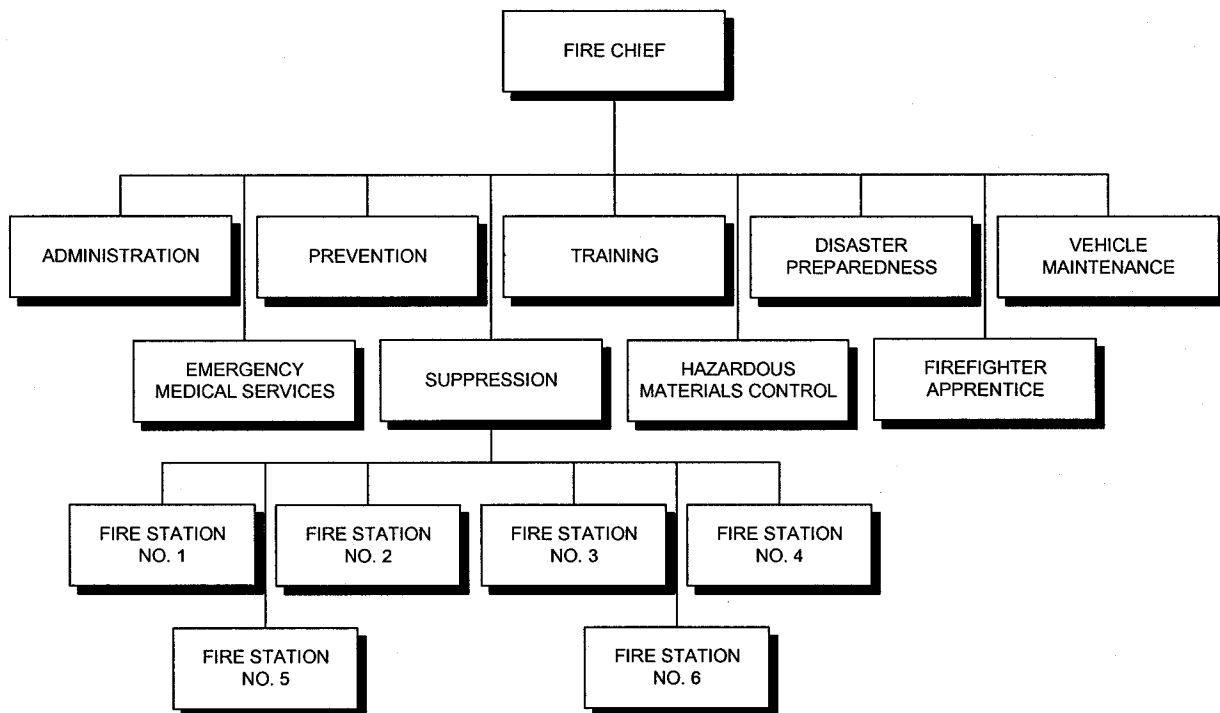 FIRE CHIEF
ADMINISTRATION
PREVENTION
TRAINING
DISASTER
PREPAREDNESS
VEHICLE
MAINTENANCE
EMERGENCY
MEDICAL SERVICES
SUPPRESSION
HAZARDOUS
MATERIALS CONTROL
FIREFIGHTER
APPRENTICE
FIRE STATION
NO. 1
FIRE STATION
NO. 2
FIRE STATION
NO. 3
FIRE STATION
NO. 4
FIRE STATION
NO. 5
FIRE STATION
NO. 6